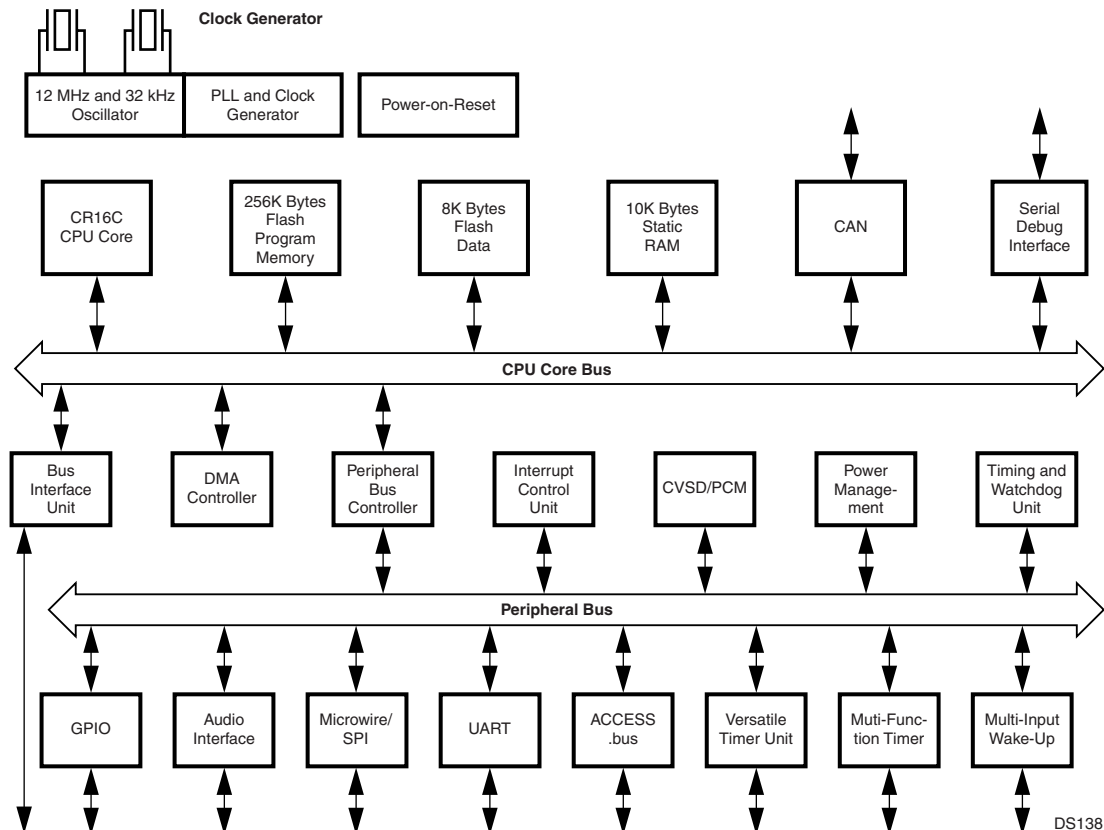 Clock Generator
12 MHz and 32 kHz
Oscillator
PLL and Clock
Generator
Power-on-Reset
CR16C
CPU Core
256K Bytes
Flash
Program
Memory
8K Bytes
Flash
Data
10K Bytes
Static
RAM
CAN
Serial
Debug
Interface
CPU Core Bus
Bus
Interface
Unit
DMA
Controller
Peripheral
Bus
Controller
Interrupt
Control
Unit
CVSD/PCM
Power
Manage-
ment
Timing and
Watchdog
Unit
Peripheral Bus
GPIO
Audio
Interface
Microwire/
SPI
UART
ACCESS
.bus
Versatile
Timer Unit
Muti-Func-
tion Timer
Multi-Input
Wake-Up
DS138